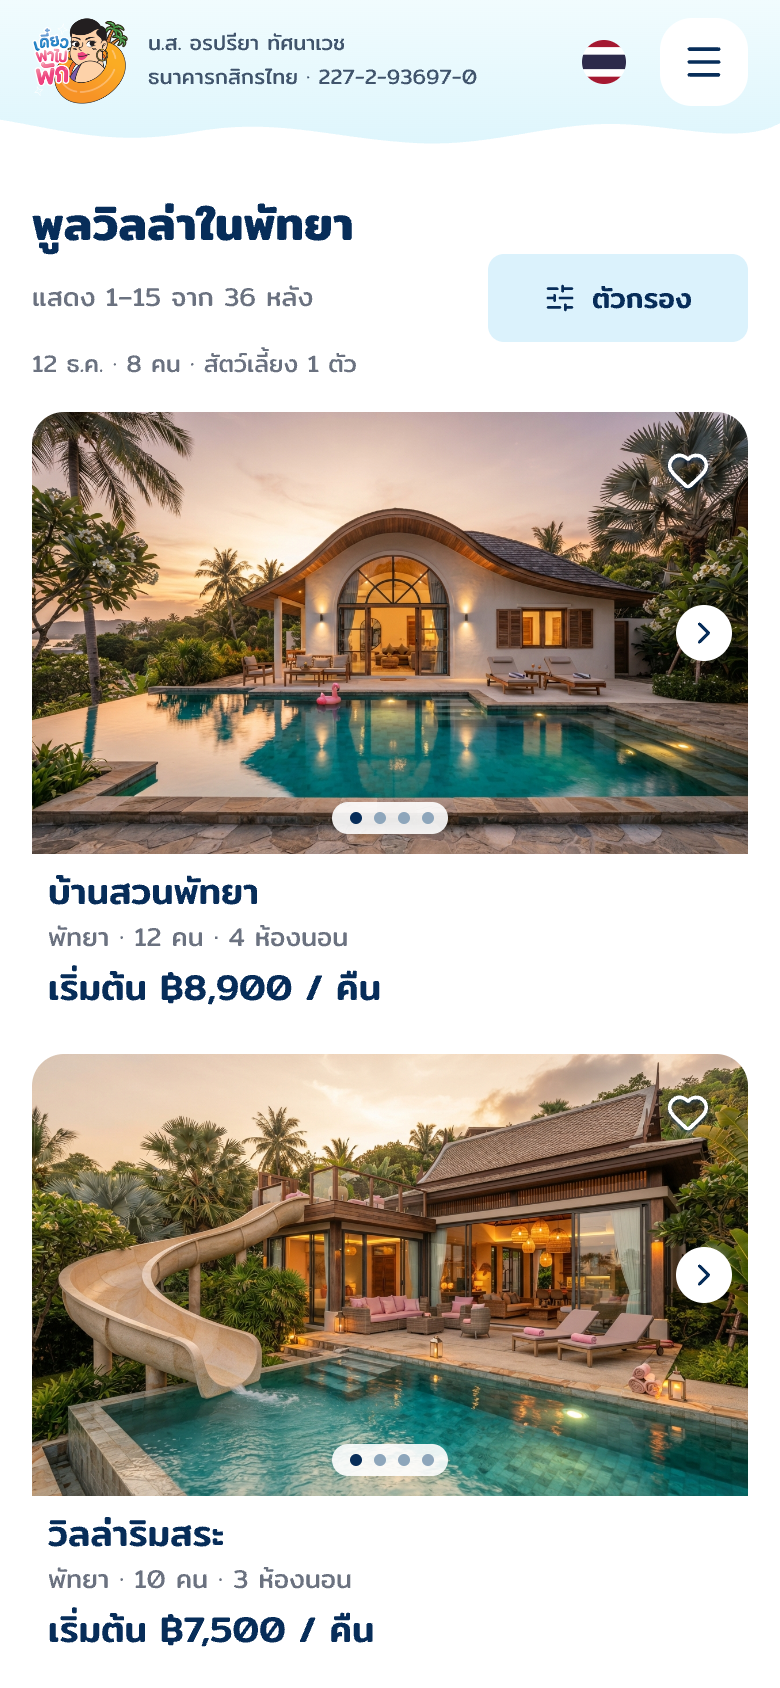 เดี๋ยว
พาไป
พัก
น.ส. อรปรียา ทัศนาเวช
ธนาคารกสิกรไทย · 227-2-93697-0
พูลวิลล่าในพัทยา
แสดง 1–15 จาก 36 หลัง
ตัวกรอง
12 ธ.ค. · 8 คน · สัตว์เลี้ยง 1 ตัว
บ้านสวนพัทยา
พัทยา · 12 คน · 4 ห้องนอน
เริ่มต้น ฿8,900 / คืน
วิลล่าริมสระ
พัทยา · 10 คน · 3 ห้องนอน
เริ่มต้น ฿7,500 / คืน